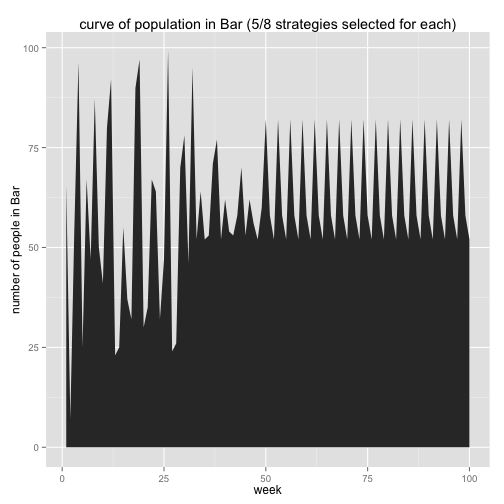 curve of population in Bar (5/8 strategies selected for each)
100
75
50
25
0
number of people in Bar
0 25 50 75 100
week